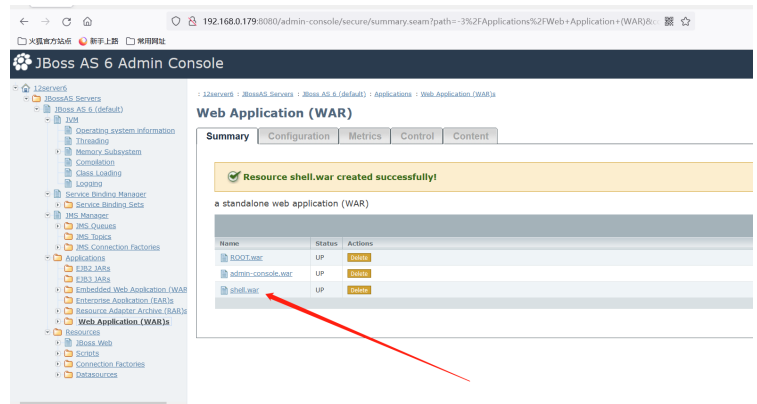 192.168.0.179:8080/admin-console/secure/summary.seam?path=-3%2FApplications%2FWeb+Application+(WAR)&
火狐官方站点 新手上路 常用网址
JBoss AS 6 Admin Console
12server6
JBossAS Servers
JBoss AS 6 (default)
JVM
Operating system information
Threading
Memory Subsystem
Compilation
Class Loading
Logging
Service Binding Manager
Service Binding Sets
JMS Manager
JMS Queues
JMS Topics
JMS Connection Factories
Applications
EJB2 JARs
EJB3 JARs
Embedded Web Application (WAR
Enterprise Application (EAR)s
Resource Adapter Archive (RAR)s
Web Application (WAR)s
Resources
JBoss Web
Scripts
Connection Factories
Datasources
: 12server6 : JBossAS Servers : JBoss AS 6 (default) : Applications : Web Application (WAR)s
Web Application (WAR)
Summary Configuration Metrics Control Content
Resource shell.war created successfully!
a standalone web application (WAR)
Name Status Actions
ROOT.war UP Delete
admin-console.war UP Delete
shell.war UP Delete